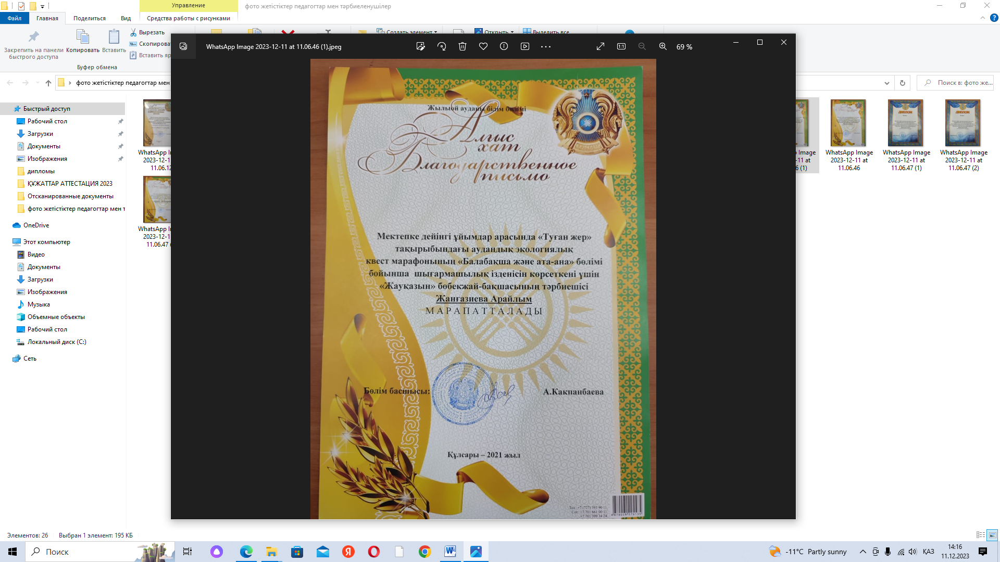 Управление
фото жетістіктер педагогтар мен тәрбиеленушілер
Файл
Главная
Поделиться
Вид
Средства работы с рисунками
Закрепить на панели
быстрого доступа
Копировать
Вставить
Вырезать
Скопировать
Вставить яр
Создать элемент
Открыть
Выделить все
Буфер обмена
фото жетістіктер педагогтар мен
Поиск в: фото же...
WhatsApp Image 2023-12-11 at 11.06.46 (1).jpeg
69 %
Быстрый доступ
Рабочий стол
Загрузки
Документы
Изображения
дипломы
ҚҰЖАТТАР АТТЕСТАЦИЯ 2023
Отсканированные документы
фото жетістіктер педагогтар мен т
OneDrive
Этот компьютер
Видео
Документы
Загрузки
Изображения
Музыка
Объемные объекты
Рабочий стол
Локальный диск (C:)
Сеть
WhatsApp I
2023-12-1
11.06.12
WhatsApp I
2023-12-1
11.06.47
Жылыой ауданы білім бөлімі
Алғыс
хат
Благодарственное
письмо
Мектепке дейінгі ұйымдар арасында «Туған жер»
тақырыбындағы аудандық экологиялық
квест марафонының «Балабақша және ата-ана» бөлімі
бойынша шығармашылық ізденісін көрсеткені үшін
«Жауқазын» бөбекжай-бақшасының тәрбиешісі
Жанғазиева Арайлым
МАРАПАТТАЛАДЫ
Бөлім басшысы:
А.Какпанбаева
Құлсары – 2021 жыл
Тел.: +7 (727) 393 90 11
Сот.: +7 701 661 00 11
+7 701 399 34 24
Image
-11 at
6 (1)
WhatsApp Image
2023-12-11 at
11.06.46
WhatsApp Image
2023-12-11 at
11.06.47 (1)
WhatsApp Image
2023-12-11 at
11.06.47 (2)
ДИПЛОМ
ДИПЛОМ
Элементов: 26
Выбран 1 элемент: 195 КБ
Поиск
-11°C Partly sunny
ҚАЗ
14:16
11.12.2023